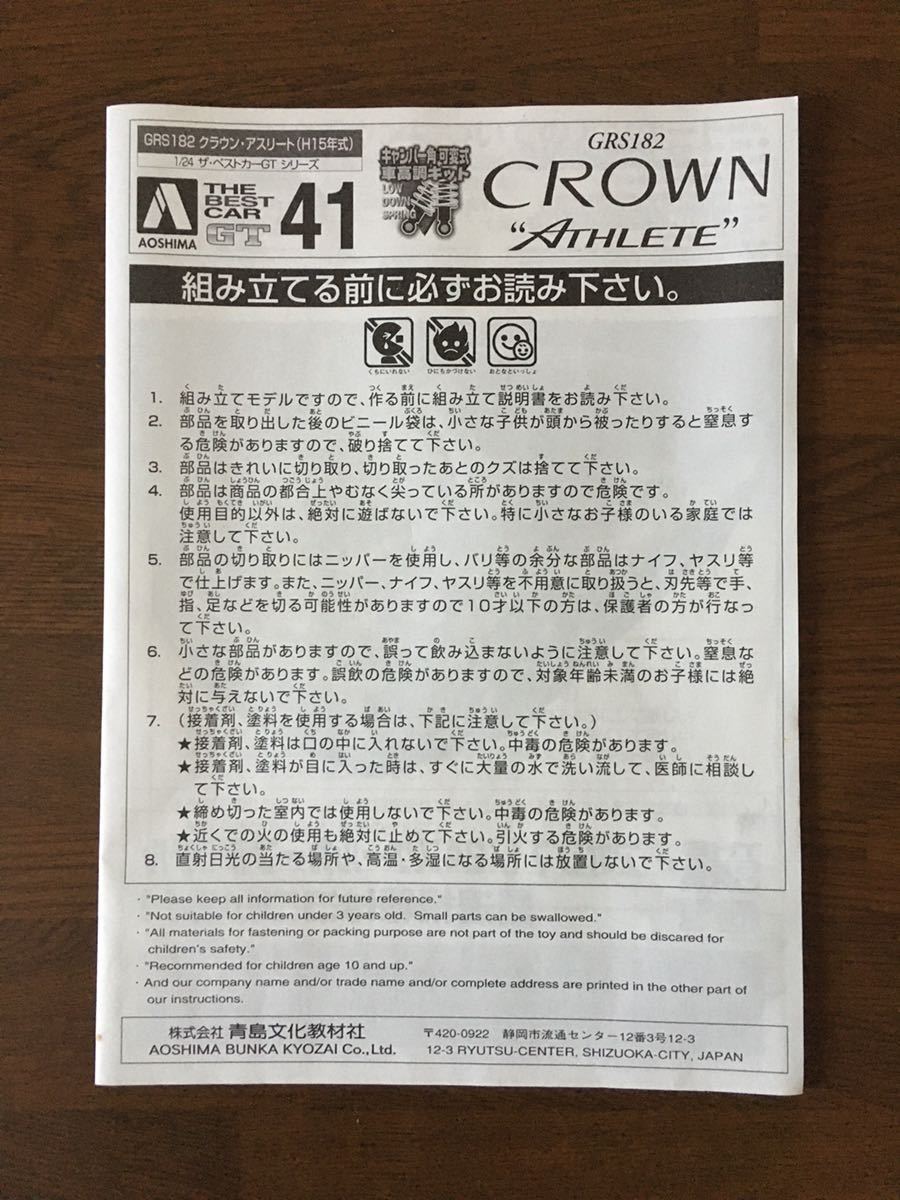 GRS182 クラウン・アスリート(H15年式)
1/24 ザ・ベストカーGT シリーズ
AOSHIMA
THE
BEST
CAR
GT
41
キャンバー角可変式
車高調キット
LOW
DOWN
SPRING
GRS182
CROWN
“ATHLETE”
組み立てる前に必ずお読み下さい。
くちにいれない ひにちかづけない おとなといっしょ
1. 組み立てモデルですので、作る前に組み立て説明書をお読み下さい。
2. 部品を取り出した後のビニール袋は、小さな子供が頭から被ったりすると窒息す
る危険がありますので、破り捨てて下さい。
3. 部品はきれいに切り取り、切り取ったあとのクズは捨てて下さい。
4. 部品は商品の都合上やむなく尖っている所がありますので危険です。
使用目的以外は、絶対に遊ばないで下さい。特に小さなお子様のいる家庭では
注意して下さい。
5. 部品の切り取りにはニッパーを使用し、バリ等の余分な部品はナイフ、ヤスリ等
で仕上げます。また、ニッパー、ナイフ、ヤスリ等を不用意に取り扱うと、刃先等で手、
指、足などを切る可能性がありますので10才以下の方は、保護者の方が行なっ
て下さい。
6. 小さな部品がありますので、誤って飲み込まないように注意して下さい。窒息な
どの危険があります。誤飲の危険がありますので、対象年齢未満のお子様には絶
対に与えないで下さい。
7. (接着剤、塗料を使用する場合は、下記に注意して下さい。)
★接着剤、塗料は口の中に入れないで下さい。中毒の危険があります。
★接着剤、塗料が目に入った時は、すぐに大量の水で洗い流して、医師に相談し
て下さい。
★締め切った室内では使用しないで下さい。中毒の危険があります。
★近くでの火の使用も絶対に止めて下さい。引火する危険があります。
8. 直射日光の当たる場所や、高温・多湿になる場所には放置しないで下さい。
· "Please keep all information for future reference."
· "Not suitable for children under 3 years old. Small parts can be swallowed."
· "All materials for fastening or packing purpose are not part of the toy and should be discared for
children's safety."
· "Recommended for children age 10 and up."
· And our company name and/or trade name and/or complete address are printed in the other part of
our instructions.
株式会社 青島文化教材社
AOSHIMA BUNKA KYOZAI Co.,Ltd.
〒420-0922 静岡市流通センター12番3号12-3
12-3 RYUTSU-CENTER, SHIZUOKA-CITY, JAPAN